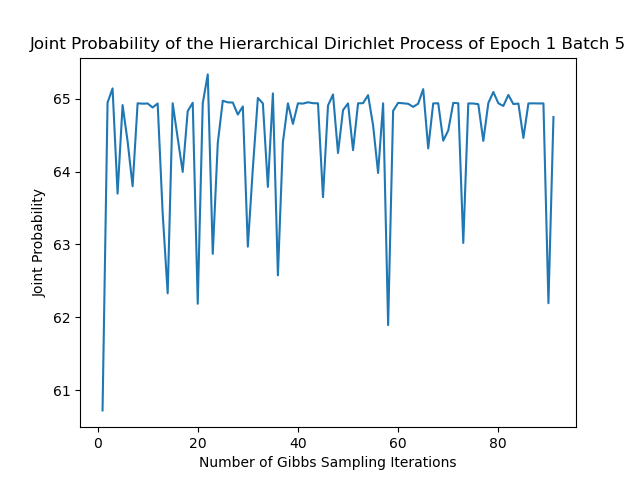 Joint Probability of the Hierarchical Dirichlet Process of Epoch 1 Batch 5
65
64
63
62
61
Joint Probability
0 20 40 60 80
Number of Gibbs Sampling Iterations